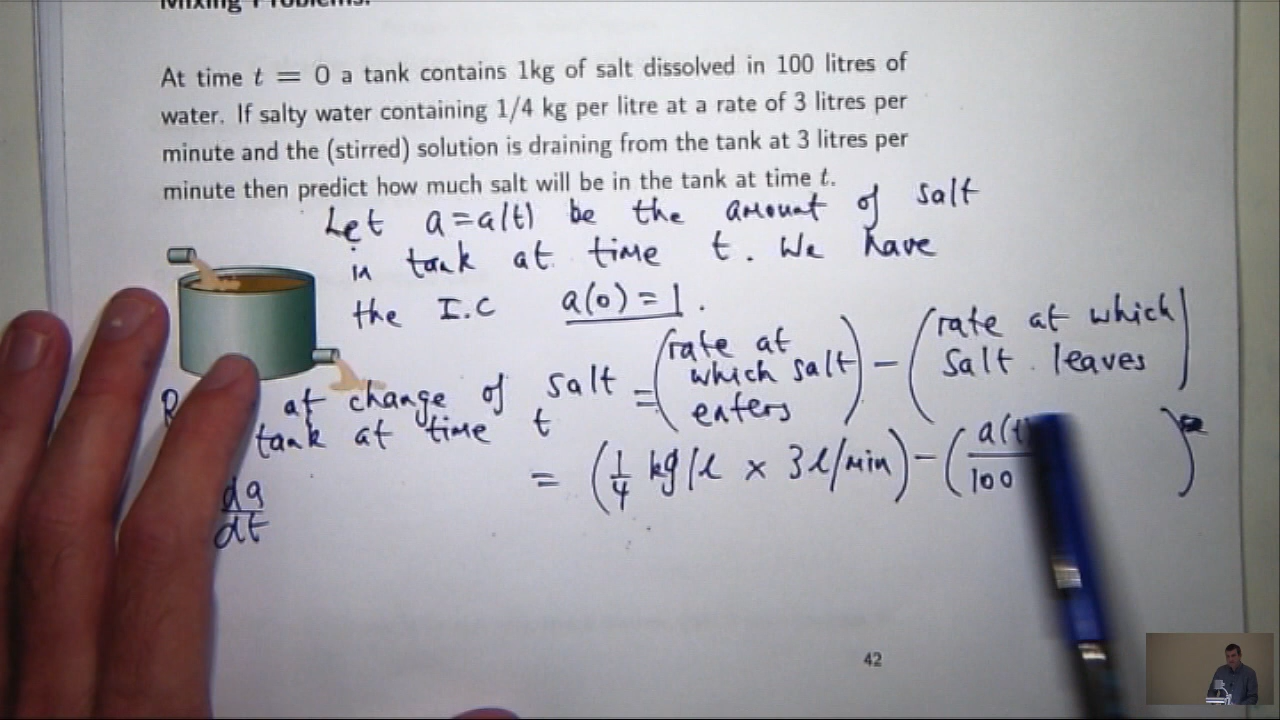 Mixing Problems.
At time t = 0 a tank contains 1kg of salt dissolved in 100 litres of
water. If salty water containing 1/4 kg per litre at a rate of 3 litres per
minute and the (stirred) solution is draining from the tank at 3 litres per
minute then predict how much salt will be in the tank at time t.
Let a=a(t) be the amount of salt
in tank at time t. We have
the I.C a(0)=1.
at change of salt = (rate at which salt enters) - (rate at which salt leaves)
tank at time t
= (1/4 kg/l x 3l/min) - (a(t)/100 )
da/dt
42